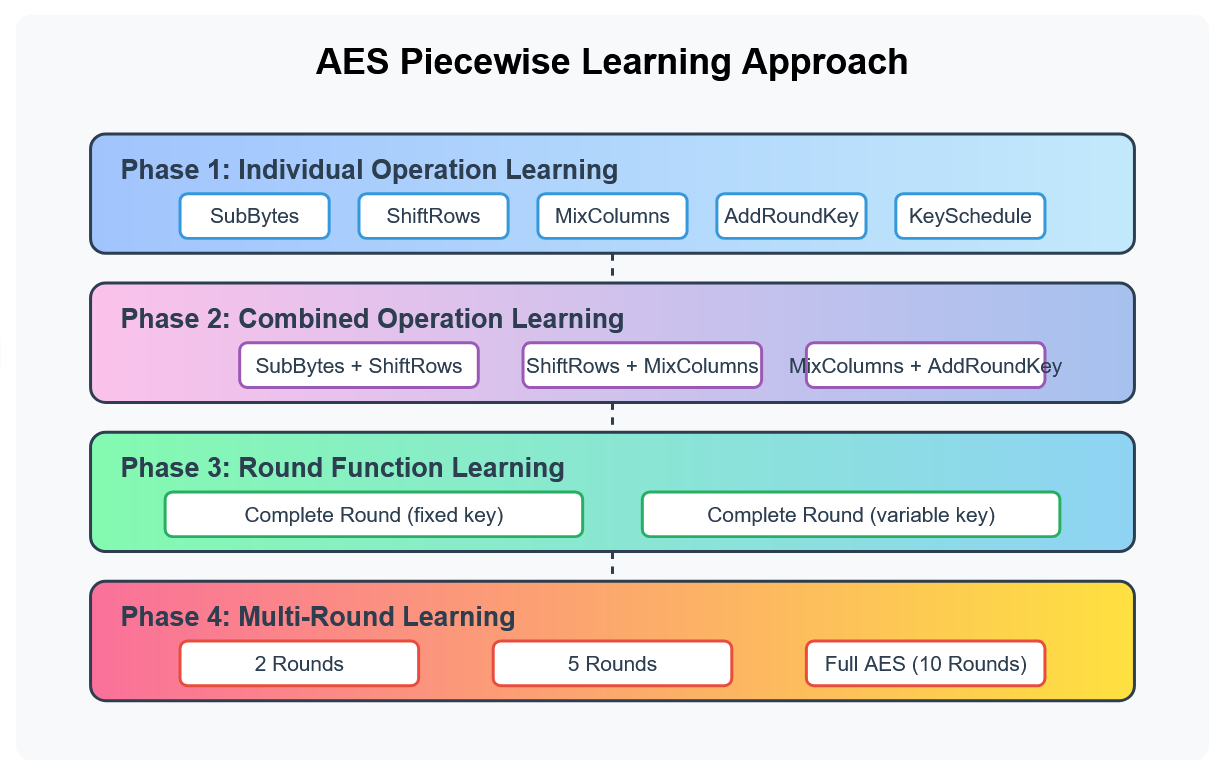 AES Piecewise Learning Approach
Phase 1: Individual Operation Learning
SubBytes
ShiftRows
MixColumns
AddRoundKey
KeySchedule
Phase 2: Combined Operation Learning
SubBytes + ShiftRows
ShiftRows + MixColumns
MixColumns + AddRoundKey
Phase 3: Round Function Learning
Complete Round (fixed key)
Complete Round (variable key)
Phase 4: Multi-Round Learning
2 Rounds
5 Rounds
Full AES (10 Rounds)